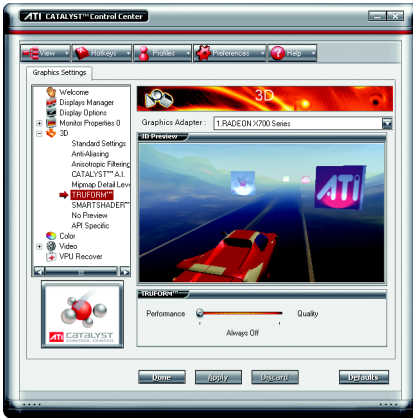 ATI CATALYST™ Control Center
View
Hotkeys
Profiles
Preferences
Help
Graphics Settings
Welcome
Displays Manager
Display Options
Monitor Properties 0
3D
Standard Settings
Anti-Aliasing
Anisotropic Filtering
CATALYST™ A.I.
Mipmap Detail Leve
TRUFORM™
SMARTSHADER™
No Preview
API Specific
Color
Video
VPU Recover
ATI CATALYST
CONTROL CENTER
3D
Graphics Adapter :
1.RADEON X700 Series
3D Preview
ATI
TRUFORM™
Performance
Quality
Always Off
Done
Apply
Discard
Defaults